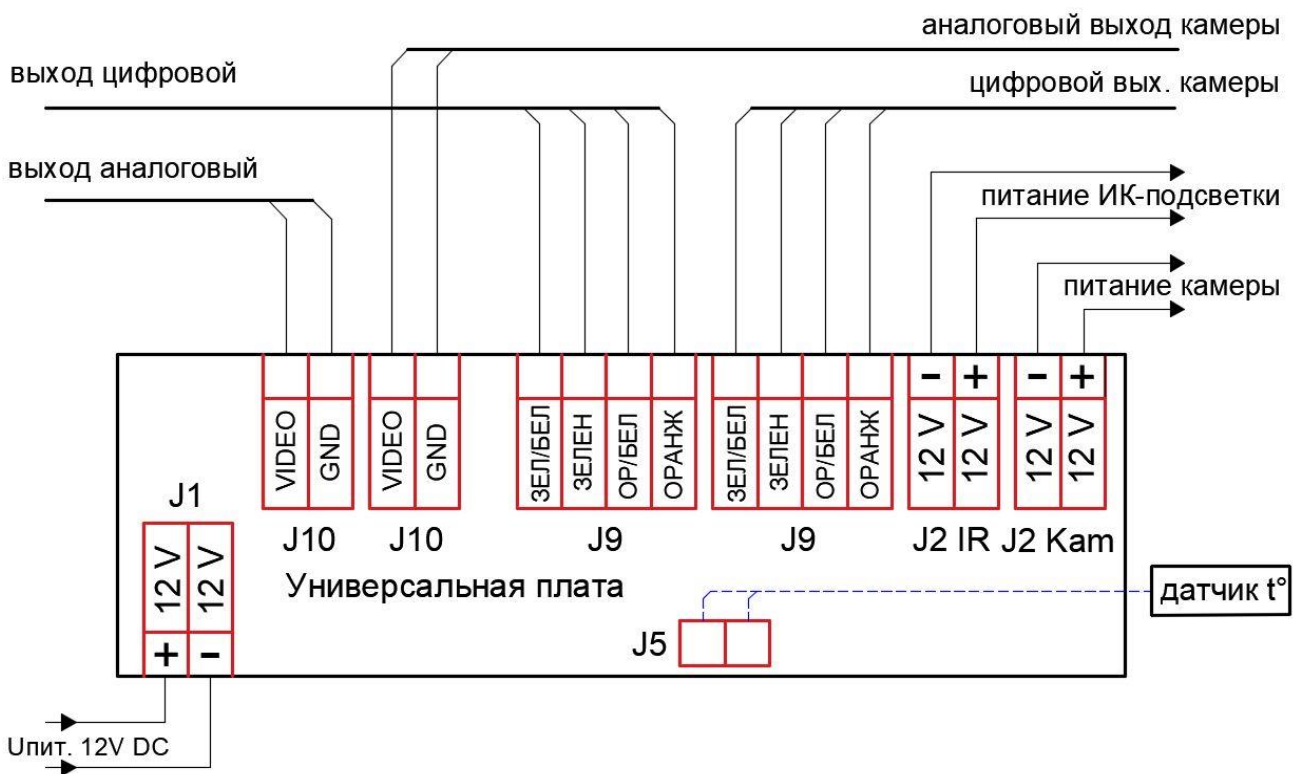 аналоговый выход камеры
выход цифровой
цифровой вых. камеры
выход аналоговый
питание ИК-подсветки
питание камеры
- + - +
VIDEO GND VIDEO GND ЗЕЛ/БЕЛ ЗЕЛЕН ОР/БЕЛ ОРАНЖ ЗЕЛ/БЕЛ ЗЕЛЕН ОР/БЕЛ ОРАНЖ 12 V 12 V 12 V 12 V
J1
J10 J10 J9 J9 J2 IR J2 Kam
12 V 12 V
Универсальная плата
датчик t°
J5
+ -
Uпит. 12V DC